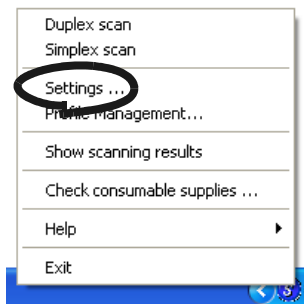 Duplex scan
Simplex scan
Settings ...
Profile Management...
Show scanning results
Check consumable supplies ...
Help
Exit
S